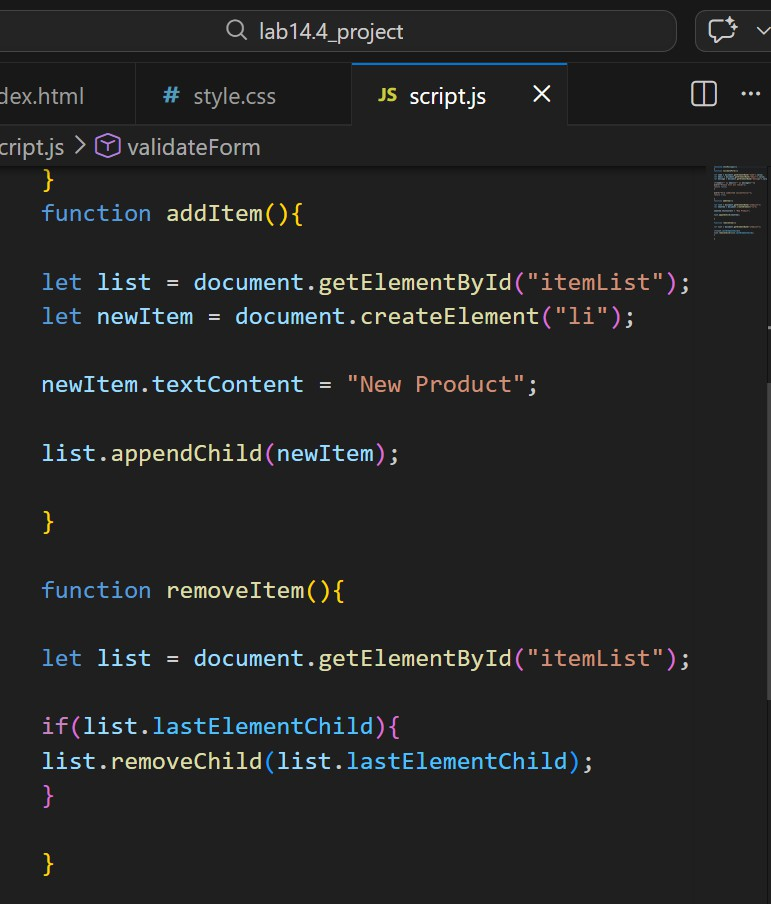 lab14.4_project
dex.html
# style.css
JS script.js
cript.js > validateForm
}
function addItem(){
let list = document.getElementById("itemList");
let newItem = document.createElement("li");
newItem.textContent = "New Product";
list.appendChild(newItem);
}
function removeItem(){
let list = document.getElementById("itemList");
if(list.lastElementChild){
list.removeChild(list.lastElementChild);
}
}